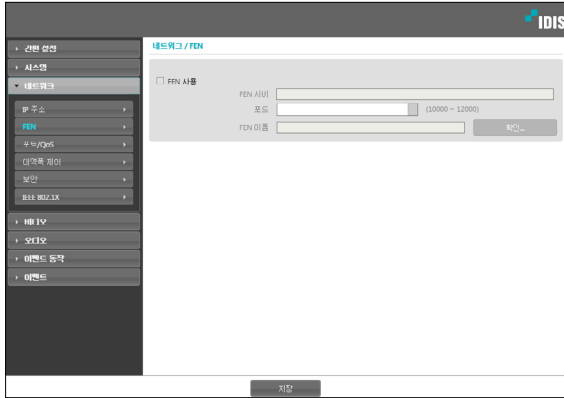 IDIS
간편 설정
시스템
네트워크
IP 주소
FEN
포트/QoS
대역폭 제어
보안
IEEE 802.1X
비디오
오디오
이벤트 동작
이벤트
네트워크 / FEN
FEN 사용
FEN 서버
포트
(10000 ~ 12000)
FEN 이름
확인...
저장